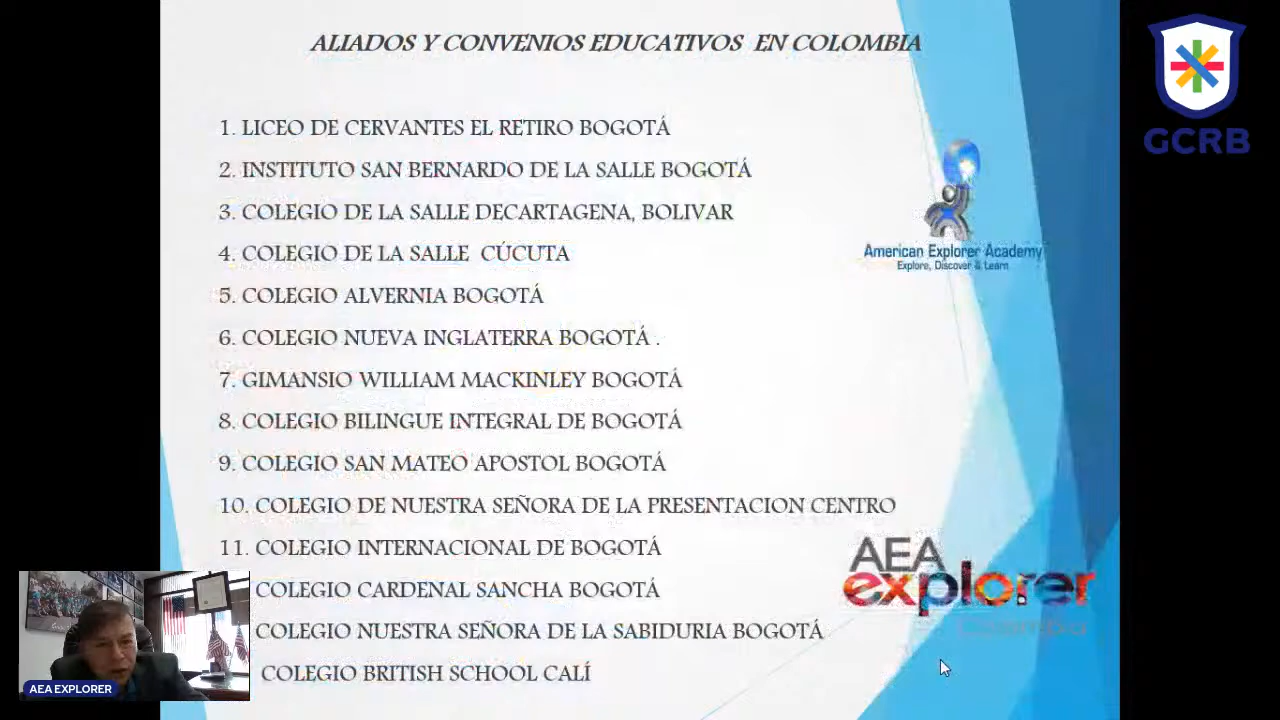 ALIADOS Y CONVENIOS EDUCATIVOS EN COLOMBIA
GCRB
1. LICEO DE CERVANTES EL RETIRO BOGOTÁ
2. INSTITUTO SAN BERNARDO DE LA SALLE BOGOTÁ
3. COLEGIO DE LA SALLE DECARTAGENA, BOLIVAR
4. COLEGIO DE LA SALLE CÚCUTA
American Explorer Academy
Explore, Discover & Learn
5. COLEGIO ALVERNIA BOGOTÁ
6. COLEGIO NUEVA INGLATERRA BOGOTÁ .
7. GIMANSIO WILLIAM MACKINLEY BOGOTÁ
8. COLEGIO BILINGUE INTEGRAL DE BOGOTÁ
9. COLEGIO SAN MATEO APOSTOL BOGOTÁ
10. COLEGIO DE NUESTRA SEÑORA DE LA PRESENTACION CENTRO
11. COLEGIO INTERNACIONAL DE BOGOTÁ
COLEGIO CARDENAL SANCHA BOGOTÁ
COLEGIO NUESTRA SEÑORA DE LA SABIDURIA BOGOTÁ
COLEGIO BRITISH SCHOOL CALÍ
AEA
explorer
AEA EXPLORER